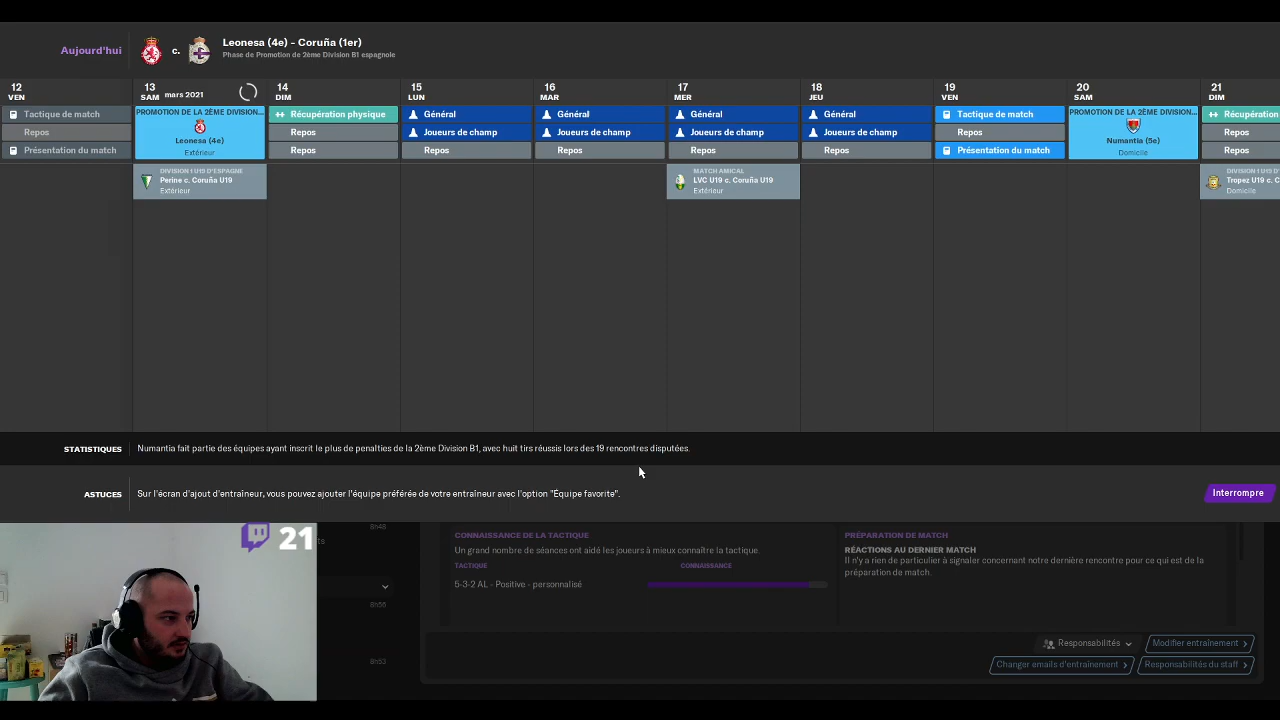 Aujourd'hui
c.
Leonesa (4e) - Coruña (1er)
Phase de Promotion de 2ème Division B1 espagnole
12
VEN
13
SAM mars 2021
14
DIM
15
LUN
16
MAR
17
MER
18
JEU
19
VEN
20
SAM
21
DIM
Tactique de match
Repos
Présentation du match
PROMOTION DE LA 2ÈME DIVISION...
Leonesa (4e)
Extérieur
Récupération physique
Repos
Repos
Général
Joueurs de champ
Repos
Général
Joueurs de champ
Repos
Général
Joueurs de champ
Repos
Général
Joueurs de champ
Repos
Tactique de match
Repos
Présentation du match
PROMOTION DE LA 2ÈME DIVISION...
Numantia (5e)
Domicile
Récupération
Repos
Repos
DIVISION 1 U19 D'ESPAGNE
Perine c. Coruña U19
Extérieur
MATCH AMICAL
LVC U19 c. Coruña U19
Extérieur
DIVISION 1 U19 D'E
Tropez U19 c. C
Domicile
STATISTIQUES
Numantia fait partie des équipes ayant inscrit le plus de penalties de la 2ème Division B1, avec huit tirs réussis lors des 19 rencontres disputées.
ASTUCES
Sur l'écran d'ajout d'entraîneur, vous pouvez ajouter l'équipe préférée de votre entraîneur avec l'option "Équipe favorite".
Interrompre
21
8h48
ts
8h56
8h53
CONNAISSANCE DE LA TACTIQUE
Un grand nombre de séances ont aidé les joueurs à mieux connaître la tactique.
TACTIQUE
CONNAISSANCE
5-3-2 AL - Positive - personnalisé
PRÉPARATION DE MATCH
RÉACTIONS AU DERNIER MATCH
Il n'y a rien de particulier à signaler concernant notre dernière rencontre pour ce qui est de la
préparation de match.
Responsabilités
Modifier entraînement
Changer emails d'entraînement
Responsabilités du staff